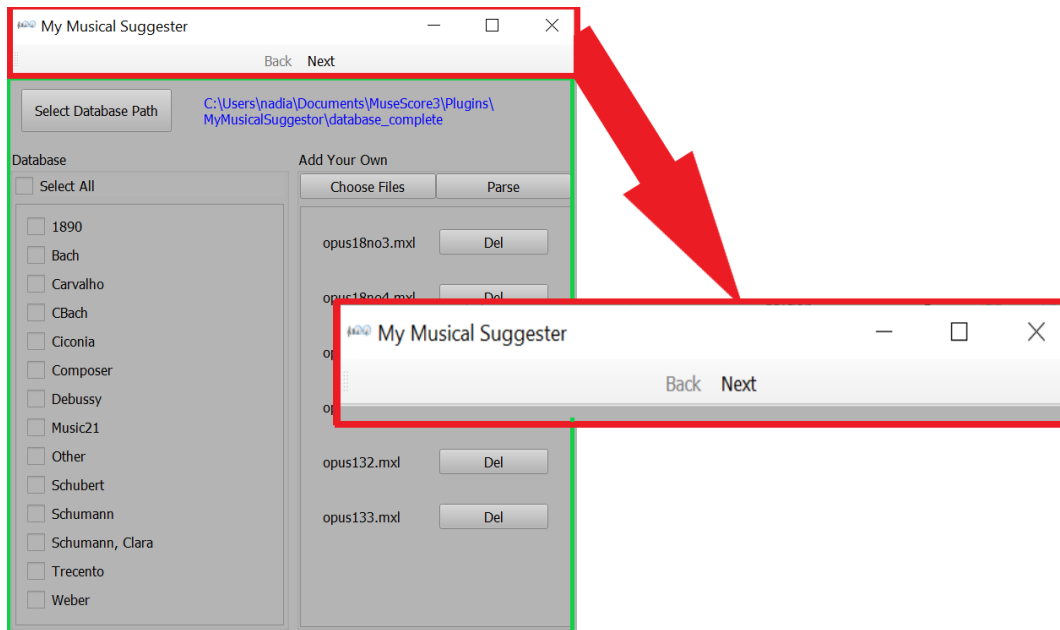 My Musical Suggester
Back Next
Select Database Path
C:\Users\nadia\Documents\MuseScore3\Plugins\
MyMusicalSuggestor\database_complete
Database
Select All
1890
Bach
Carvalho
CBach
Ciconia
Composer
Debussy
Music21
Other
Schubert
Schumann
Schumann, Clara
Trecento
Weber
Add Your Own
Choose Files Parse
opus18no3.mxl Del
opus18no4.mxl Del
opus132.mxl Del
opus133.mxl Del
My Musical Suggester
Back Next